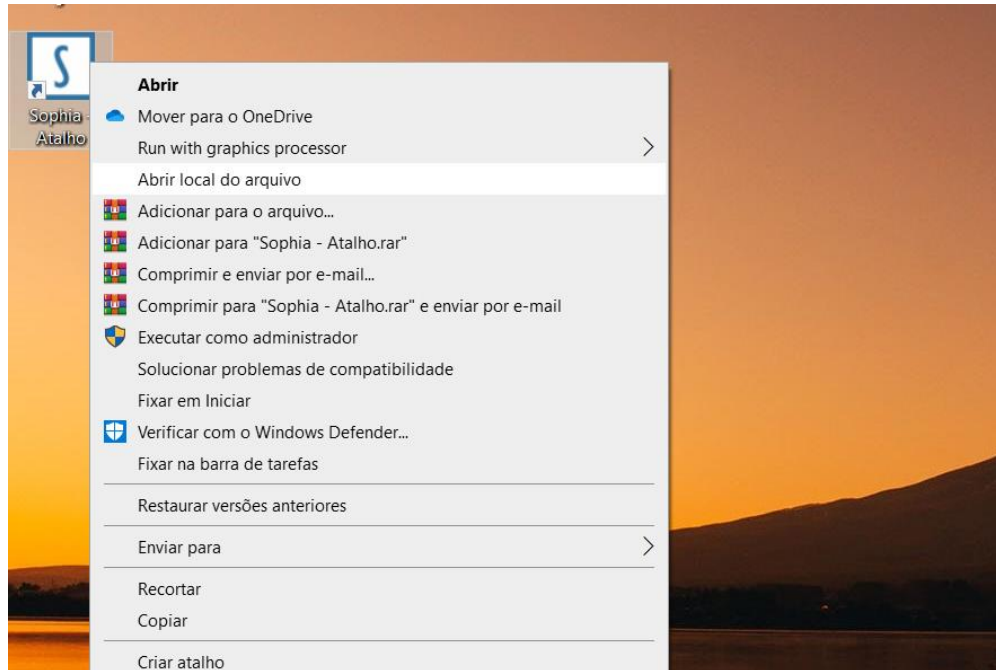 S
Sophia -
Atalho
Abrir
Mover para o OneDrive
Run with graphics processor
Abrir local do arquivo
Adicionar para o arquivo...
Adicionar para "Sophia - Atalho.rar"
Comprimir e enviar por e-mail...
Comprimir para "Sophia - Atalho.rar" e enviar por e-mail
Executar como administrador
Solucionar problemas de compatibilidade
Fixar em Iniciar
Verificar com o Windows Defender...
Fixar na barra de tarefas
Restaurar versões anteriores
Enviar para
Recortar
Copiar
Criar atalho